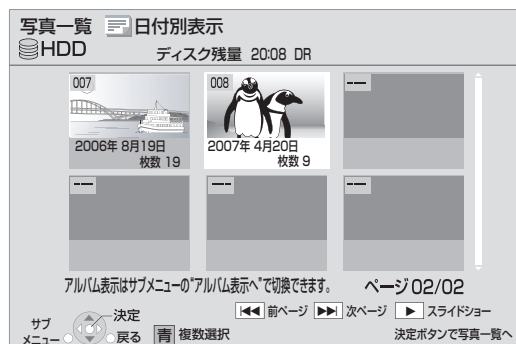 写真一覧 日付別表示
HDD ディスク残量 20:08 DR
007 008 ---
2006年 8月19日 2007年 4月20日
枚数 19 枚数 9
--- --- ---
アルバム表示はサブメニューの"アルバム表示へ"で切換できます。 ページ 02/02
前ページ 次ページ スライドショー
サブメニュー 決定 戻る 青 複数選択 決定ボタンで写真一覧へ